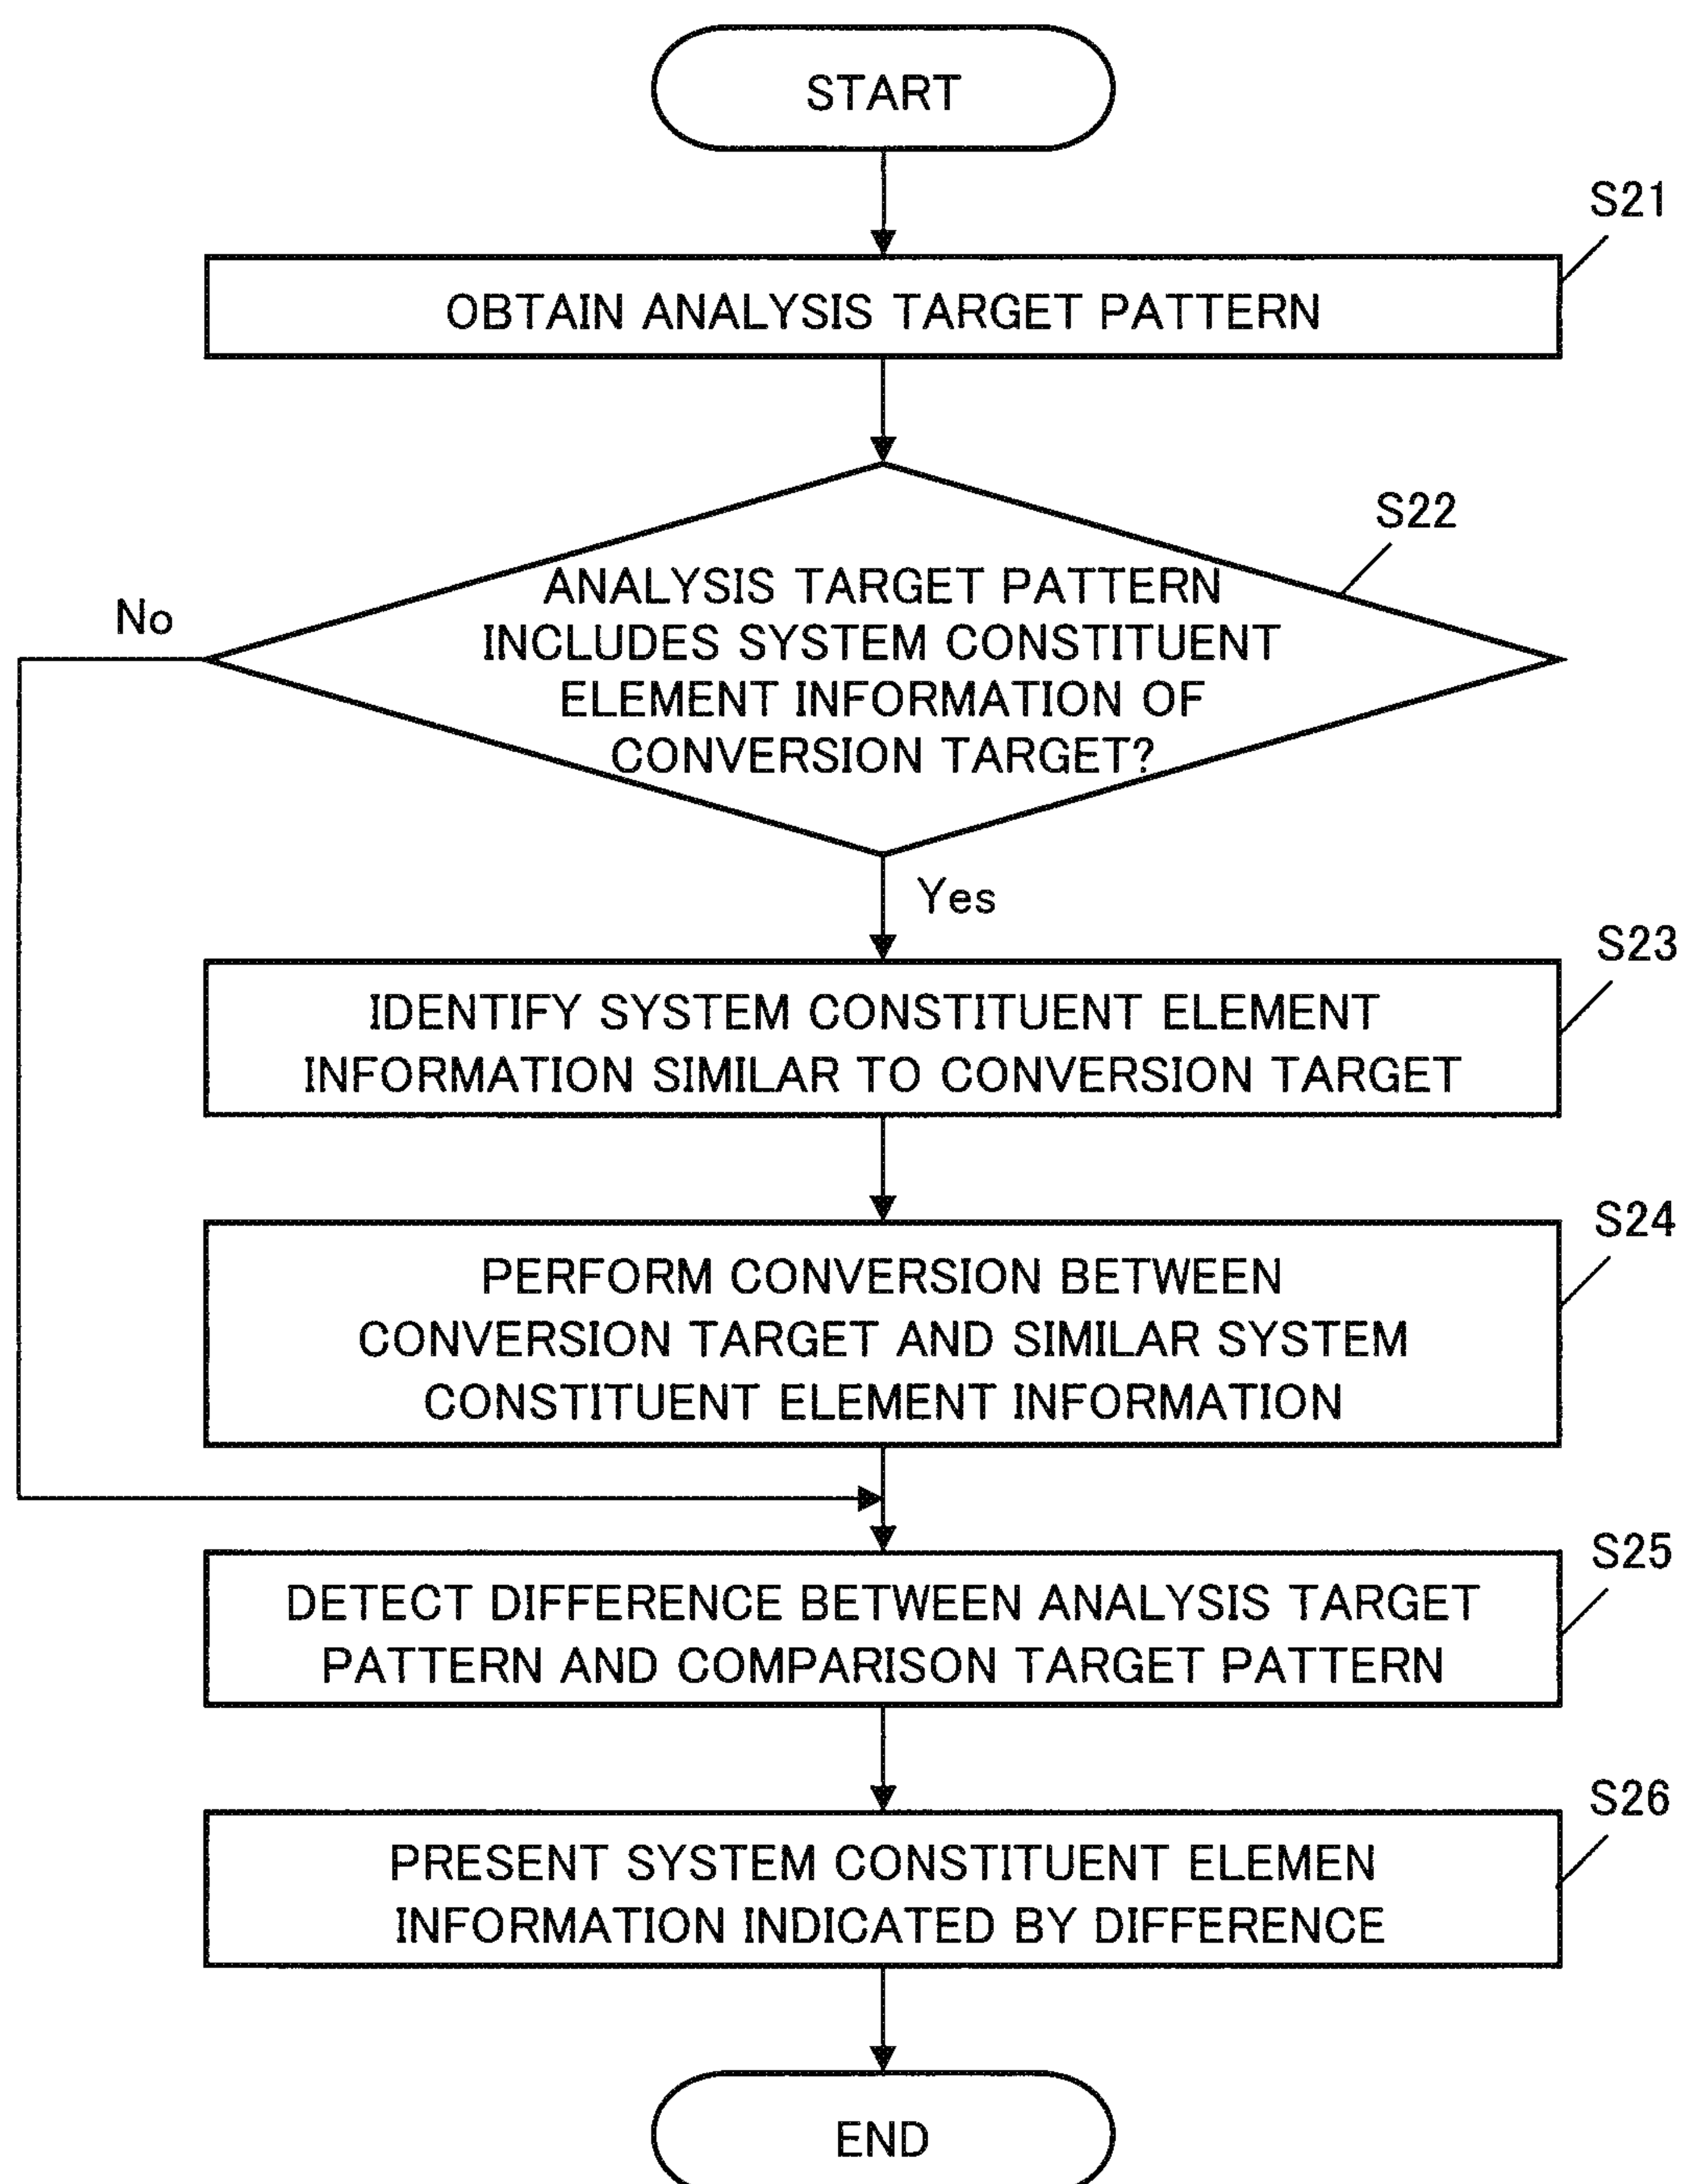 START
S21
OBTAIN ANALYSIS TARGET PATTERN
S22
ANALYSIS TARGET PATTERN
INCLUDES SYSTEM CONSTITUENT
ELEMENT INFORMATION OF
CONVERSION TARGET?
No
Yes
S23
IDENTIFY SYSTEM CONSTITUENT ELEMENT
INFORMATION SIMILAR TO CONVERSION TARGET
S24
PERFORM CONVERSION BETWEEN
CONVERSION TARGET AND SIMILAR SYSTEM
CONSTITUENT ELEMENT INFORMATION
S25
DETECT DIFFERENCE BETWEEN ANALYSIS TARGET
PATTERN AND COMPARISON TARGET PATTERN
S26
PRESENT SYSTEM CONSTITUENT ELEMEN
INFORMATION INDICATED BY DIFFERENCE
END